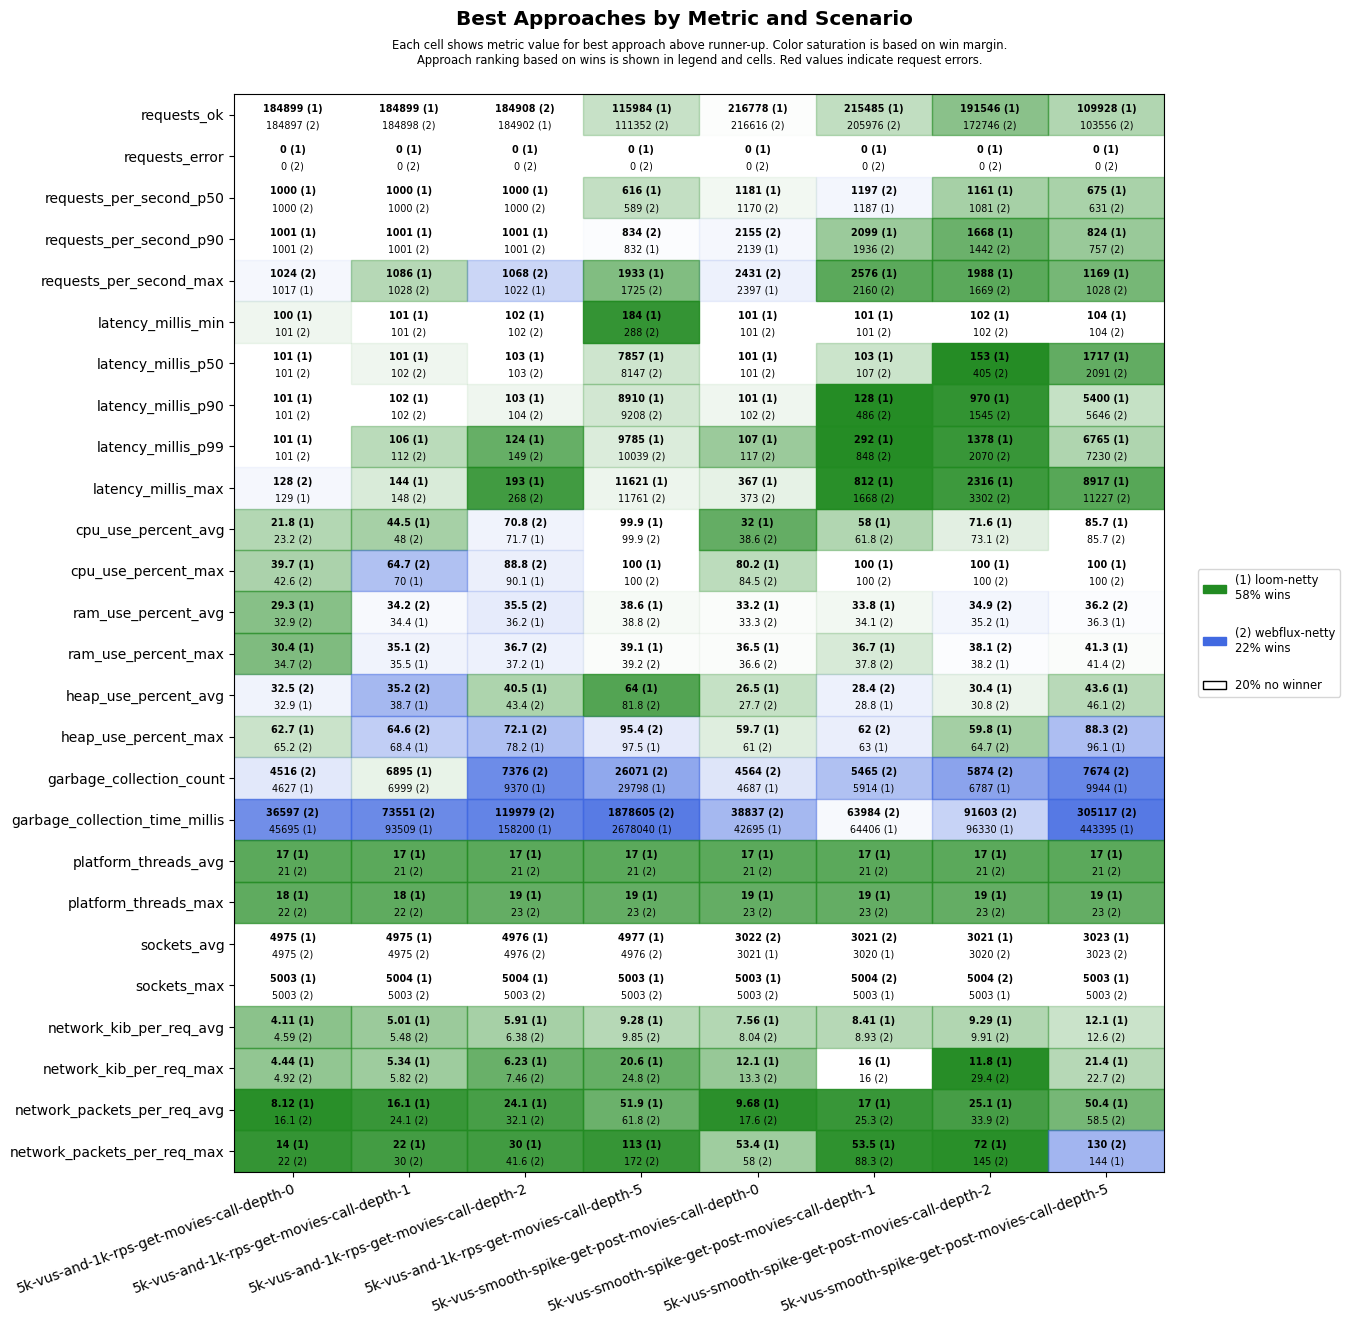 Best Approaches by Metric and Scenario
Each cell shows metric value for best approach above runner-up. Color saturation is based on win margin.
Approach ranking based on wins is shown in legend and cells. Red values indicate request errors.
requests_ok
184899 (1) 184899 (1) 184908 (2) 115984 (1) 216778 (1) 215485 (1) 191546 (1) 109928 (1)
184897 (2) 184898 (2) 184902 (1) 111352 (2) 216616 (2) 205976 (2) 172746 (2) 103556 (2)
requests_error
0 (1) 0 (1) 0 (1) 0 (1) 0 (1) 0 (1) 0 (1) 0 (1)
0 (2) 0 (2) 0 (2) 0 (2) 0 (2) 0 (2) 0 (2) 0 (2)
requests_per_second_p50
1000 (1) 1000 (1) 1000 (1) 616 (1) 1181 (1) 1197 (2) 1161 (1) 675 (1)
1000 (2) 1000 (2) 1000 (2) 589 (2) 1170 (2) 1187 (1) 1081 (2) 631 (2)
requests_per_second_p90
1001 (1) 1001 (1) 1001 (1) 834 (2) 2155 (2) 2099 (1) 1668 (1) 824 (1)
1001 (2) 1001 (2) 1001 (2) 832 (1) 2139 (1) 1936 (2) 1442 (2) 757 (2)
requests_per_second_max
1024 (2) 1086 (1) 1068 (2) 1933 (1) 2431 (2) 2576 (1) 1988 (1) 1169 (1)
1017 (1) 1028 (2) 1022 (1) 1725 (2) 2397 (1) 2160 (2) 1669 (2) 1028 (2)
latency_millis_min
100 (1) 101 (1) 102 (1) 184 (1) 101 (1) 101 (1) 102 (1) 104 (1)
101 (2) 101 (2) 102 (2) 288 (2) 101 (2) 101 (2) 102 (2) 104 (2)
latency_millis_p50
101 (1) 101 (1) 103 (1) 7857 (1) 101 (1) 103 (1) 153 (1) 1717 (1)
101 (2) 102 (2) 103 (2) 8147 (2) 101 (2) 107 (2) 405 (2) 2091 (2)
latency_millis_p90
101 (1) 102 (1) 103 (1) 8910 (1) 101 (1) 128 (1) 970 (1) 5400 (1)
101 (2) 102 (2) 104 (2) 9208 (2) 102 (2) 486 (2) 1545 (2) 5646 (2)
latency_millis_p99
101 (1) 106 (1) 124 (1) 9785 (1) 107 (1) 292 (1) 1378 (1) 6765 (1)
101 (2) 112 (2) 149 (2) 10039 (2) 117 (2) 848 (2) 2070 (2) 7230 (2)
latency_millis_max
128 (2) 144 (1) 193 (1) 11621 (1) 367 (1) 812 (1) 2316 (1) 8917 (1)
129 (1) 148 (2) 268 (2) 11761 (2) 373 (2) 1668 (2) 3302 (2) 11227 (2)
cpu_use_percent_avg
21.8 (1) 44.5 (1) 70.8 (2) 99.9 (1) 32 (1) 58 (1) 71.6 (1) 85.7 (1)
23.2 (2) 48 (2) 71.7 (1) 99.9 (2) 38.6 (2) 61.8 (2) 73.1 (2) 85.7 (2)
cpu_use_percent_max
39.7 (1) 64.7 (2) 88.8 (2) 100 (1) 80.2 (1) 100 (1) 100 (1) 100 (1)
42.6 (2) 70 (1) 90.1 (1) 100 (2) 84.5 (2) 100 (2) 100 (2) 100 (2)
ram_use_percent_avg
29.3 (1) 34.2 (2) 35.5 (2) 38.6 (1) 33.2 (1) 33.8 (1) 34.9 (2) 36.2 (2)
32.9 (2) 34.4 (1) 36.2 (1) 38.8 (2) 33.3 (2) 34.1 (2) 35.2 (1) 36.3 (1)
ram_use_percent_max
30.4 (1) 35.1 (2) 36.7 (2) 39.1 (1) 36.5 (1) 36.7 (1) 38.1 (2) 41.3 (1)
34.7 (2) 35.5 (1) 37.2 (1) 39.2 (2) 36.6 (2) 37.8 (2) 38.2 (1) 41.4 (2)
heap_use_percent_avg
32.5 (2) 35.2 (2) 40.5 (1) 64 (1) 26.5 (1) 28.4 (2) 30.4 (1) 43.6 (1)
32.9 (1) 38.7 (1) 43.4 (2) 81.8 (2) 27.7 (2) 28.8 (1) 30.8 (2) 46.1 (2)
heap_use_percent_max
62.7 (1) 64.6 (2) 72.1 (2) 95.4 (2) 59.7 (1) 62 (2) 59.8 (1) 88.3 (2)
65.2 (2) 68.4 (1) 78.2 (1) 97.5 (1) 61 (2) 63 (1) 64.7 (2) 96.1 (1)
garbage_collection_count
4516 (2) 6895 (1) 7376 (2) 26071 (2) 4564 (2) 5465 (2) 5874 (2) 7674 (2)
4627 (1) 6999 (2) 9370 (1) 29798 (1) 4687 (1) 5914 (1) 6787 (1) 9944 (1)
garbage_collection_time_millis
36597 (2) 73551 (2) 119979 (2) 1878605 (2) 38837 (2) 63984 (2) 91603 (2) 305117 (2)
45695 (1) 93509 (1) 158200 (1) 2678040 (1) 42695 (1) 64406 (1) 96330 (1) 443395 (1)
platform_threads_avg
17 (1) 17 (1) 17 (1) 17 (1) 17 (1) 17 (1) 17 (1) 17 (1)
21 (2) 21 (2) 21 (2) 21 (2) 21 (2) 21 (2) 21 (2) 21 (2)
platform_threads_max
18 (1) 18 (1) 19 (1) 19 (1) 19 (1) 19 (1) 19 (1) 19 (1)
22 (2) 22 (2) 23 (2) 23 (2) 23 (2) 23 (2) 23 (2) 23 (2)
sockets_avg
4975 (1) 4975 (1) 4976 (1) 4977 (1) 3022 (2) 3021 (2) 3021 (1) 3023 (1)
4975 (2) 4975 (2) 4976 (2) 4976 (2) 3021 (1) 3020 (1) 3020 (2) 3023 (2)
sockets_max
5003 (1) 5004 (1) 5004 (1) 5003 (1) 5003 (1) 5004 (2) 5004 (2) 5003 (1)
5003 (2) 5003 (2) 5003 (2) 5003 (2) 5003 (2) 5003 (1) 5003 (1) 5003 (2)
network_kib_per_req_avg
4.11 (1) 5.01 (1) 5.91 (1) 9.28 (1) 7.56 (1) 8.41 (1) 9.29 (1) 12.1 (1)
4.59 (2) 5.48 (2) 6.38 (2) 9.85 (2) 8.04 (2) 8.93 (2) 9.91 (2) 12.6 (2)
network_kib_per_req_max
4.44 (1) 5.34 (1) 6.23 (1) 20.6 (1) 12.1 (1) 16 (1) 11.8 (1) 21.4 (1)
4.92 (2) 5.82 (2) 7.46 (2) 24.8 (2) 13.3 (2) 16 (2) 29.4 (2) 22.7 (2)
network_packets_per_req_avg
8.12 (1) 16.1 (1) 24.1 (1) 51.9 (1) 9.68 (1) 17 (1) 25.1 (1) 50.4 (1)
16.1 (2) 24.1 (2) 32.1 (2) 61.8 (2) 17.6 (2) 25.3 (2) 33.9 (2) 58.5 (2)
network_packets_per_req_max
14 (1) 22 (1) 30 (1) 113 (1) 53.4 (1) 53.5 (1) 72 (1) 130 (2)
22 (2) 30 (2) 41.6 (2) 172 (2) 58 (2) 88.3 (2) 145 (2) 144 (1)
5k-vus-and-1k-rps-get-movies-call-depth-0
5k-vus-and-1k-rps-get-movies-call-depth-1
5k-vus-and-1k-rps-get-movies-call-depth-2
5k-vus-and-1k-rps-get-movies-call-depth-5
5k-vus-smooth-spike-get-post-movies-call-depth-0
5k-vus-smooth-spike-get-post-movies-call-depth-1
5k-vus-smooth-spike-get-post-movies-call-depth-2
5k-vus-smooth-spike-get-post-movies-call-depth-5
(1) loom-netty
58% wins
(2) webflux-netty
22% wins
20% no winner